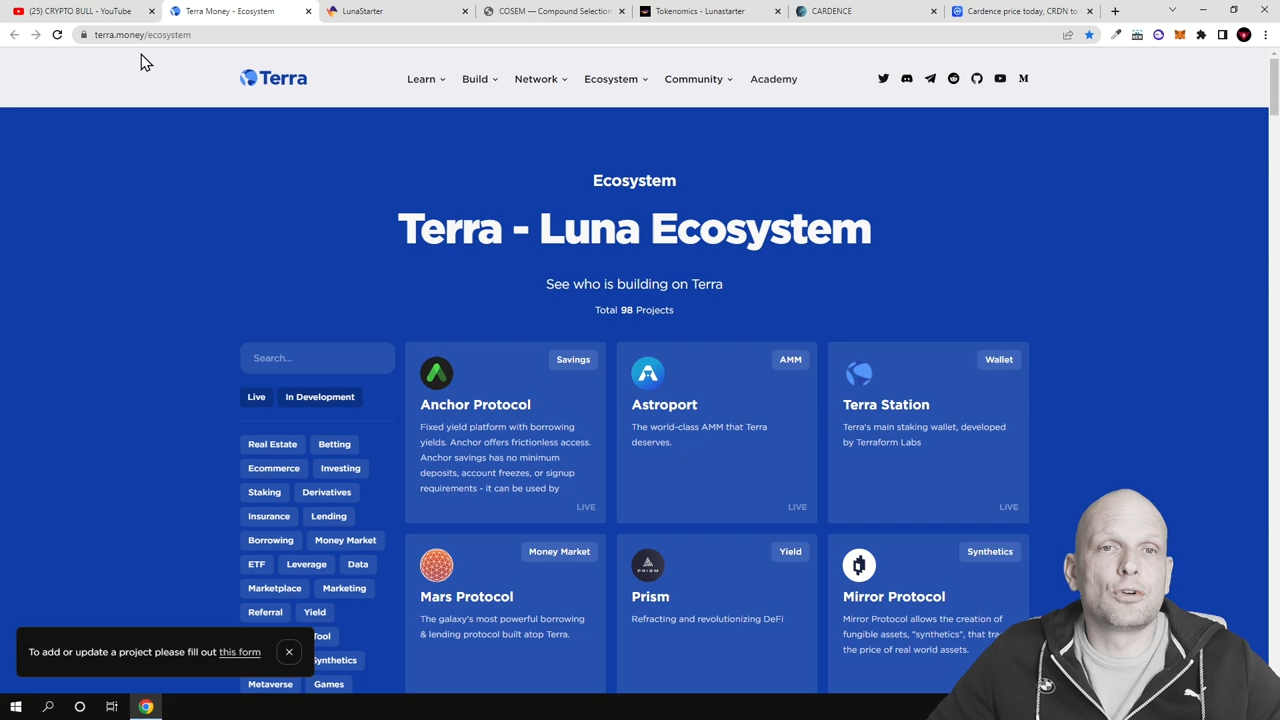 (25) CRYPTO BULL - YouTube
Terra Money - Ecosystem
LunaStarter
COSEM — Compound Selection
Tokenomics - Lunastarter
CARDENCE
Cardence price today, CRDN to
terra.money/ecosystem
Terra
Learn
Build
Network
Ecosystem
Community
Academy
Ecosystem
Terra - Luna Ecosystem
See who is building on Terra
Total 98 Projects
Search...
Live
In Development
Real Estate
Betting
Ecommerce
Investing
Staking
Derivatives
Insurance
Lending
Borrowing
Money Market
ETF
Leverage
Data
Marketplace
Marketing
Referral
Yield
Tool
Synthetics
Metaverse
Games
Savings
Anchor Protocol
Fixed yield platform with borrowing
yields. Anchor offers frictionless access.
Anchor savings has no minimum
deposits, account freezes, or signup
requirements - it can be used by
LIVE
AMM
Astroport
The world-class AMM that Terra
deserves.
LIVE
Wallet
Terra Station
Terra's main staking wallet, developed
by Terraform Labs
LIVE
Money Market
Mars Protocol
The galaxy's most powerful borrowing
& lending protocol built atop Terra.
Yield
PRISM
Prism
Refracting and revolutionizing DeFi
Synthetics
Mirror Protocol
Mirror Protocol allows the creation of
fungible assets, "synthetics", that
the price of real world assets.
To add or update a project please fill out this form